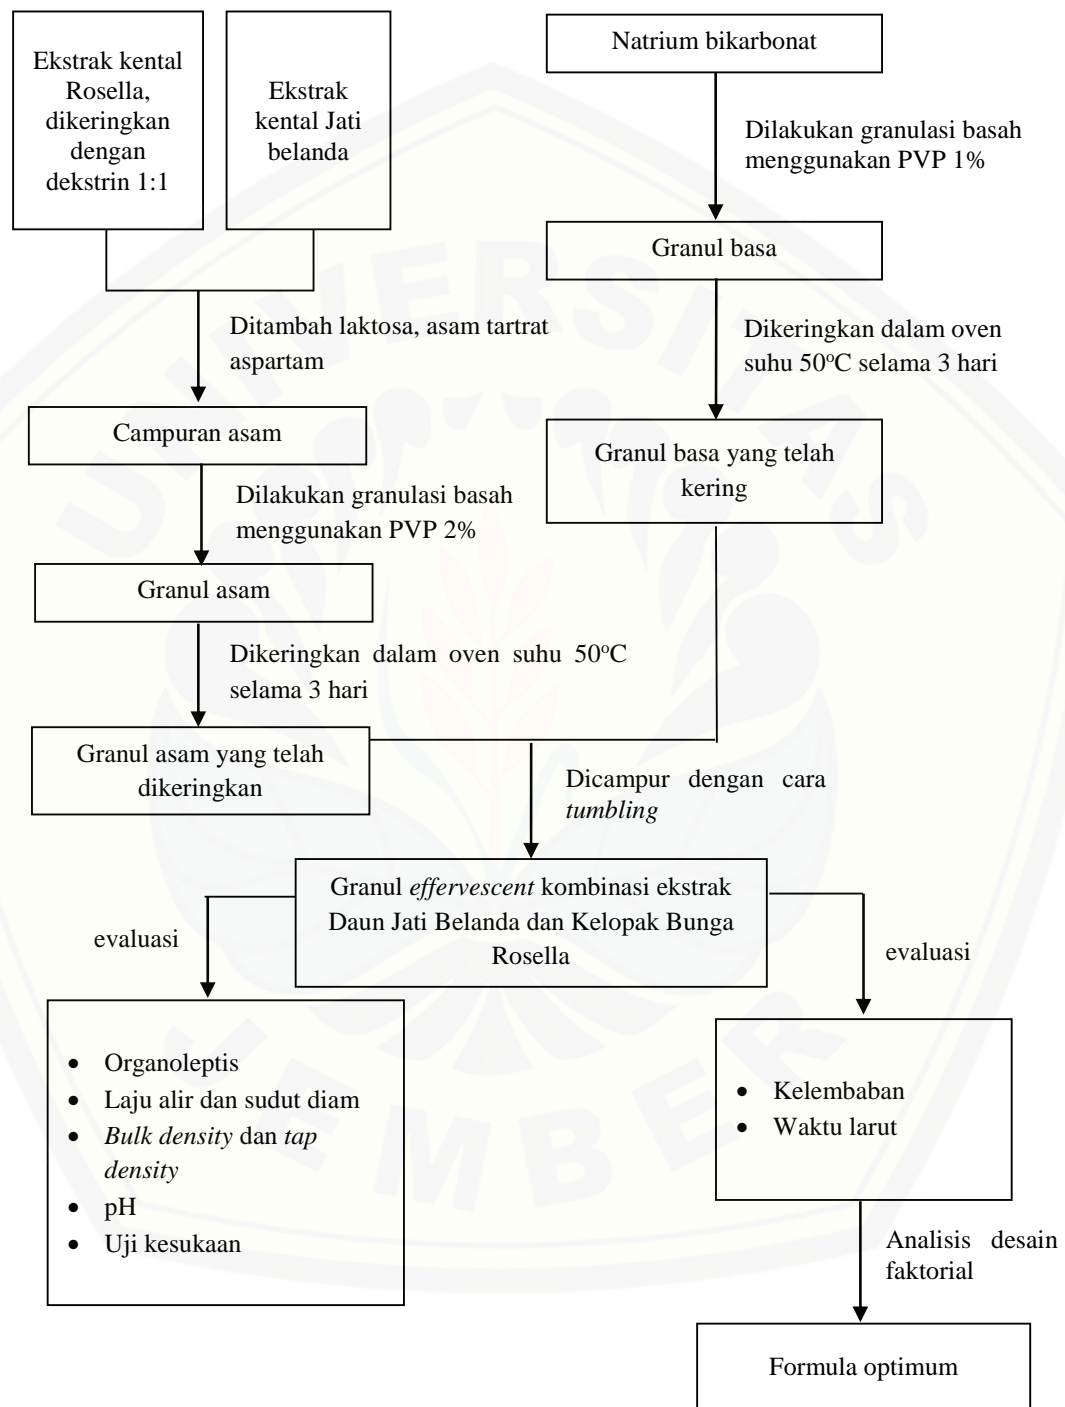 Ekstrak kental
Rosella,
dikeringkan
dengan
dekstrin 1:1
Ekstrak
kental Jati
belanda
Natrium bikarbonat
Dilakukan granulasi basah
menggunakan PVP 1%
Granul basa
Ditambah laktosa, asam tartrat
aspartam
Dikeringkan dalam oven
suhu 50°C selama 3 hari
Campuran asam
Granul basa yang telah
kering
Dilakukan granulasi basah
menggunakan PVP 2%
Granul asam
Dikeringkan dalam oven suhu 50°C
selama 3 hari
Granul asam yang telah
dikeringkan
Dicampur dengan cara
tumbling
Granul effervescent kombinasi ekstrak
Daun Jati Belanda dan Kelopak Bunga
Rosella
evaluasi
evaluasi
• Organoleptis
• Laju alir dan sudut diam
• Bulk density dan tap
density
• pH
• Uji kesukaan
• Kelembaban
• Waktu larut
Analisis desain
faktorial
Formula optimum
UNIVERSITAS
JEMBER